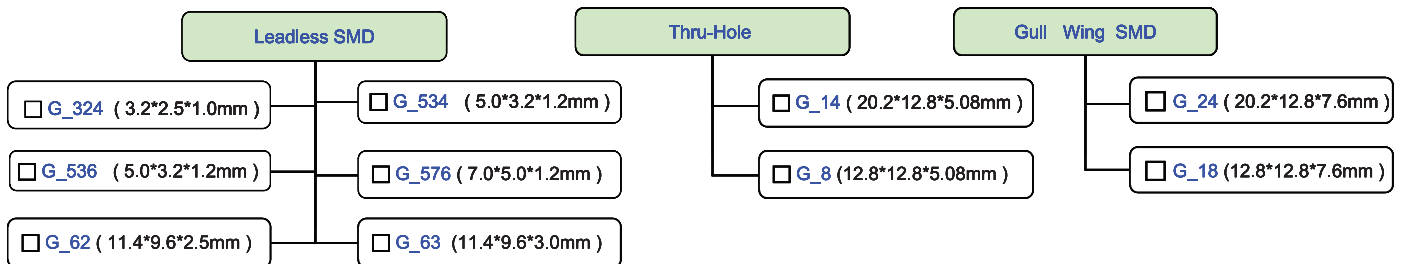 Leadless SMD
Thru-Hole
Gull Wing SMD
G_324 ( 3.2*2.5*1.0mm )
G_534 ( 5.0*3.2*1.2mm )
G_536 ( 5.0*3.2*1.2mm )
G_576 ( 7.0*5.0*1.2mm )
G_62 ( 11.4*9.6*2.5mm )
G_63 (11.4*9.6*3.0mm )
G_14 ( 20.2*12.8*5.08mm )
G_8 (12.8*12.8*5.08mm )
G_24 ( 20.2*12.8*7.6mm )
G_18 (12.8*12.8*7.6mm )